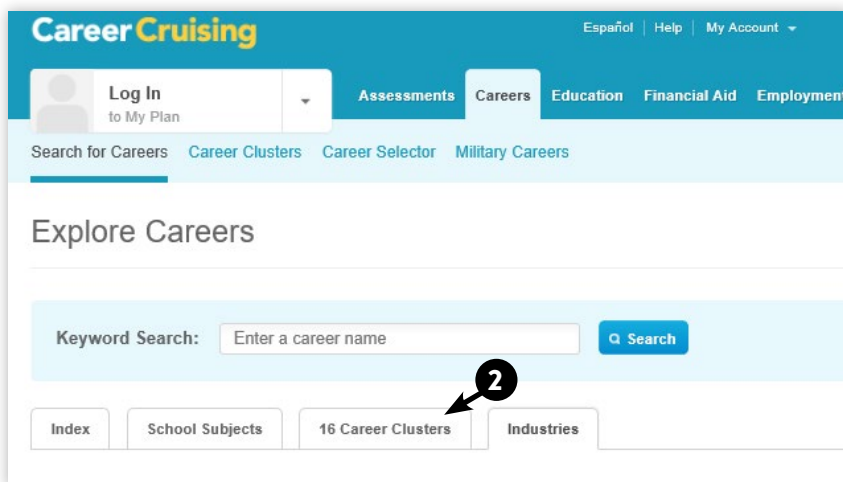 CareerCruising
Español | Help | My Account
Log In
to My Plan
Assessments Careers Education Financial Aid Employment
Search for Careers Career Clusters Career Selector Military Careers
Explore Careers
Keyword Search: Enter a career name Search
2
Index School Subjects 16 Career Clusters Industries